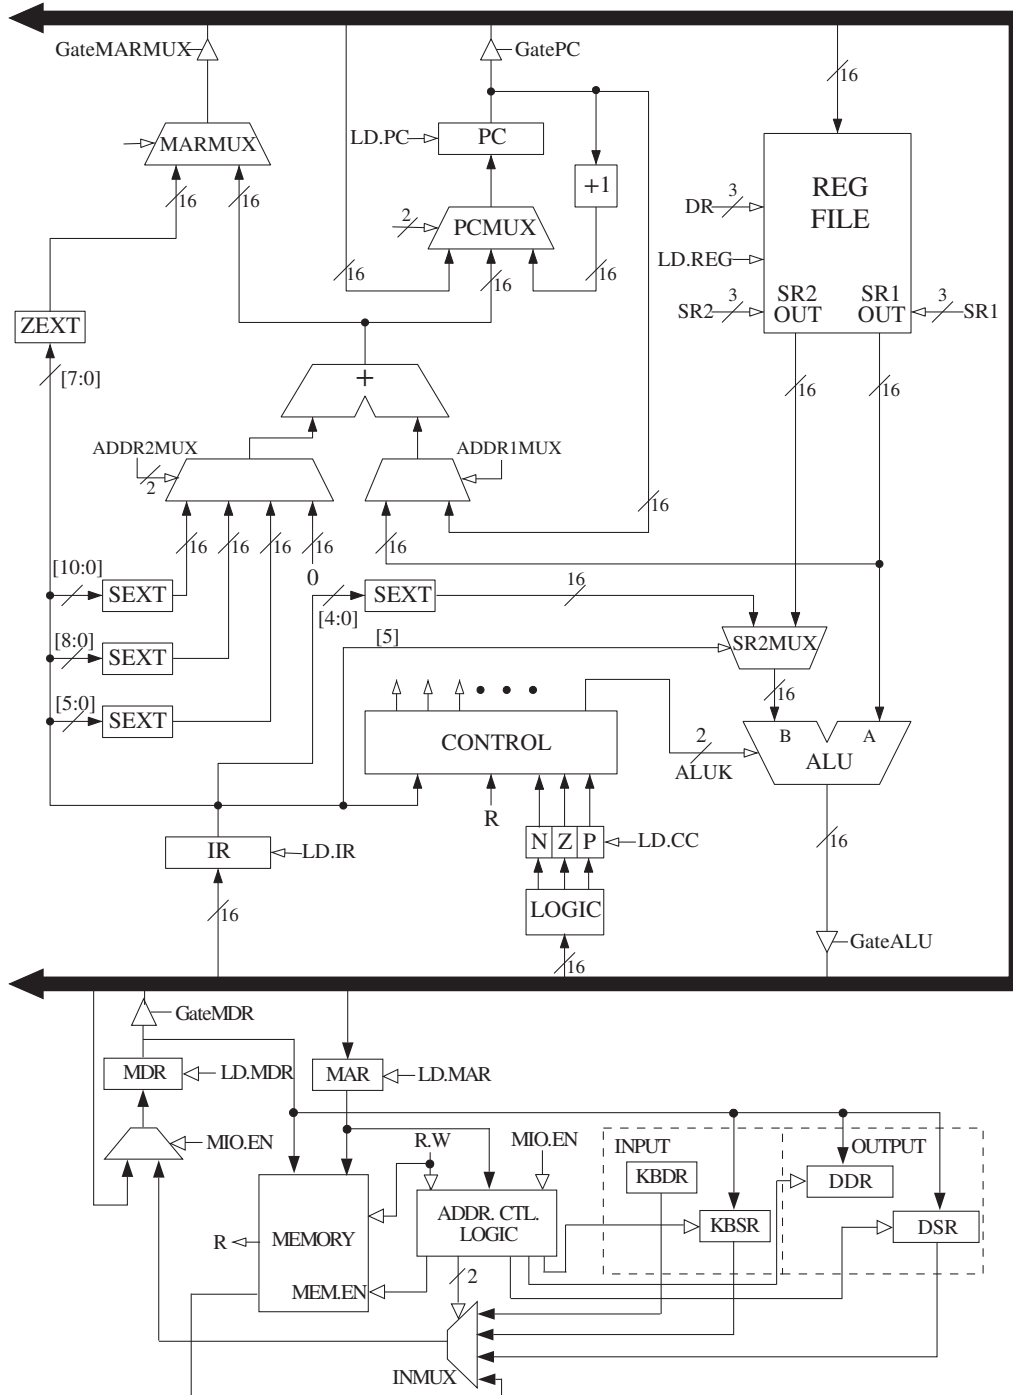 GateMARMUX
GatePC
16
MARMUX
LD.PC
PC
+1
REG
FILE
3
DR
16
16
2
PCMUX
LD.REG
16
16
16
ZEXT
3
SR2
SR2
OUT
SR1
OUT
3
SR1
[7:0]
+
16
16
ADDR2MUX
2
ADDR1MUX
16
16
16
16
16
16
0
[10:0]
SEXT
[4:0]
SEXT
16
[8:0]
SEXT
[5]
SR2MUX
16
[5:0]
SEXT
CONTROL
2
ALUK
B
A
ALU
R
IR
LD.IR
N Z P
LD.CC
16
16
LOGIC
16
GateALU
GateMDR
MDR
LD.MDR
MAR
LD.MAR
MIO.EN
R.W
MIO.EN
INPUT
OUTPUT
KBDR
DDR
ADDR. CTL.
LOGIC
KBSR
DSR
R
MEMORY
MEM.EN
2
INMUX